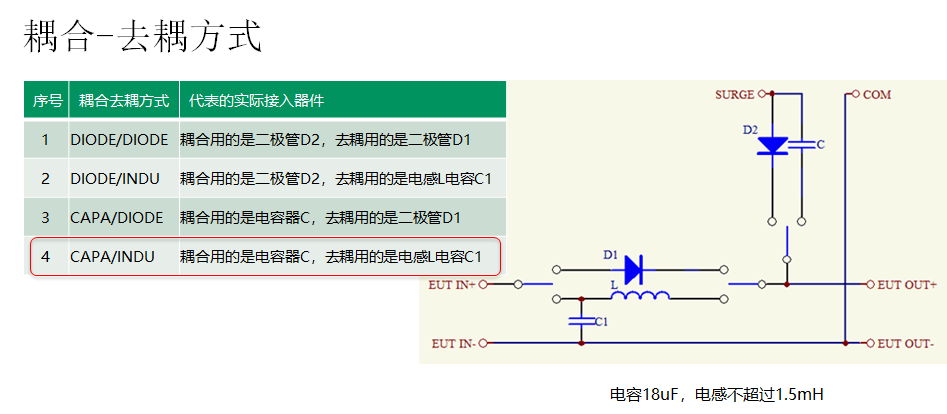 耦合-去耦方式
序号 耦合去耦方式 代表的实际接入器件
1 DIODE/DIODE 耦合用的是二极管D2，去耦用的是二极管D1
2 DIODE/INDU 耦合用的是二极管D2，去耦用的是电感L电容C1
3 CAPA/DIODE 耦合用的是电容器C，去耦用的是二极管D1
4 CAPA/INDU 耦合用的是电容器C，去耦用的是电感L电容C1
SURGE
COM
D2
C
D1
EUT IN+
L
EUT OUT+
C1
EUT IN-
EUT OUT-
电容18uF，电感不超过1.5mH